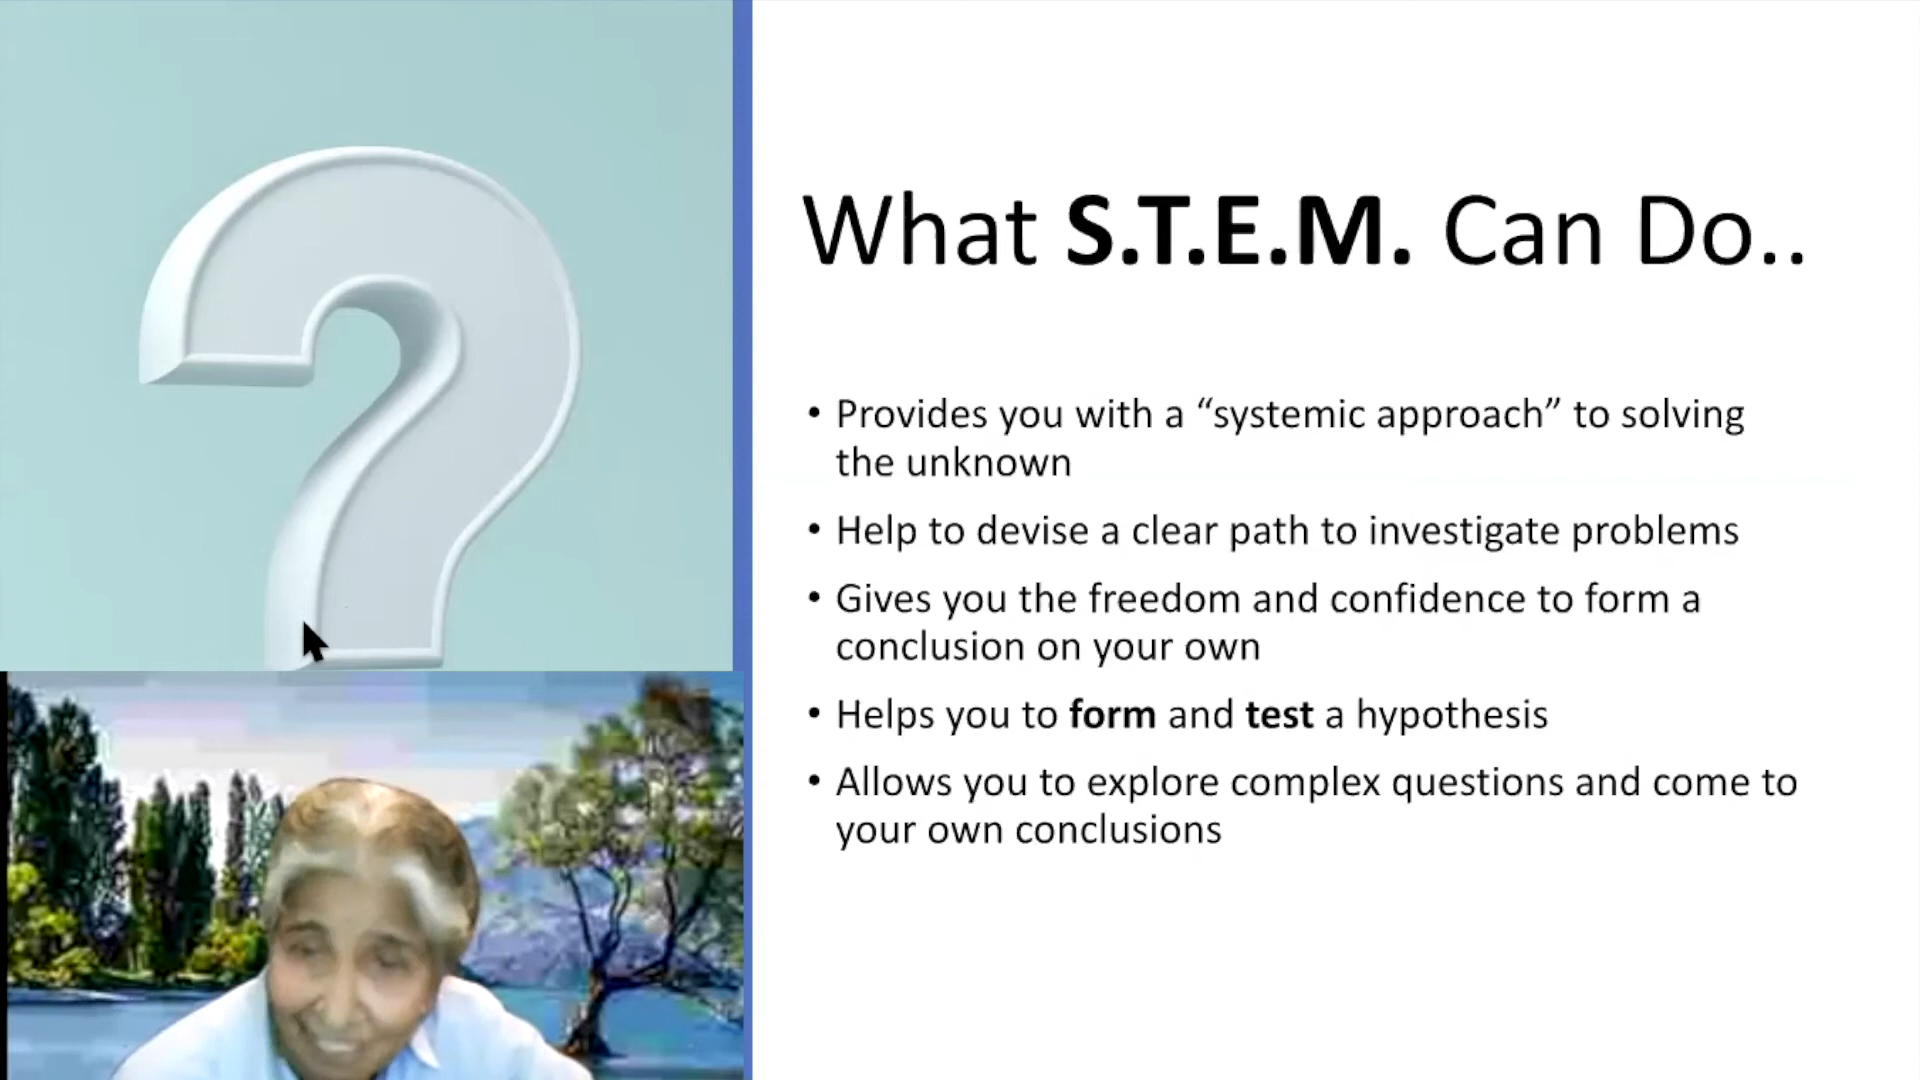 What S.T.E.M. Can Do..
• Provides you with a “systemic approach” to solving
the unknown
• Help to devise a clear path to investigate problems
• Gives you the freedom and confidence to form a
conclusion on your own
• Helps you to form and test a hypothesis
• Allows you to explore complex questions and come to
your own conclusions